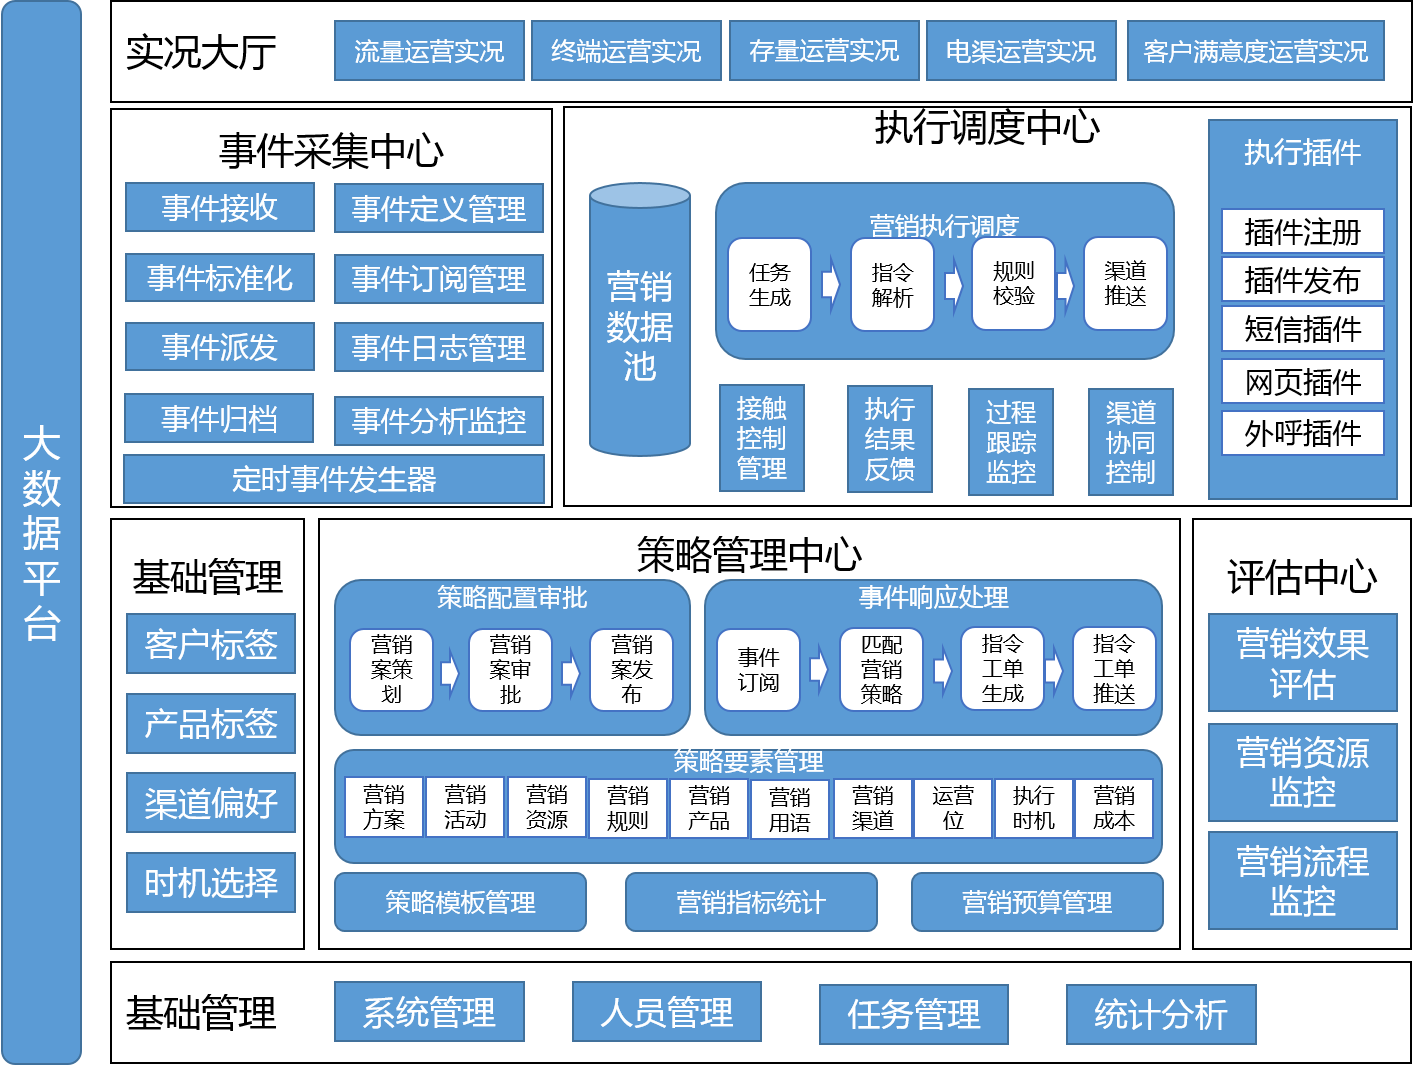 大
数
据
平
台
实况大厅
流量运营实况
终端运营实况
存量运营实况
电渠运营实况
客户满意度运营实况
事件采集中心
事件接收
事件定义管理
事件标准化
事件订阅管理
事件派发
事件日志管理
事件归档
事件分析监控
定时事件发生器
执行调度中心
营销
数据
池
营销执行调度
任务
生成
指令
解析
规则
校验
渠道
推送
接触
控制
管理
执行
结果
反馈
过程
跟踪
监控
渠道
协同
控制
执行插件
插件注册
插件发布
短信插件
网页插件
外呼插件
基础管理
客户标签
产品标签
渠道偏好
时机选择
策略管理中心
策略配置审批
营销
案策
划
营销
案审
批
营销
案发
布
事件响应处理
事件
订阅
匹配
营销
策略
指令
工单
生成
指令
工单
推送
策略要素管理
营销
方案
营销
活动
营销
资源
营销
规则
营销
产品
营销
用语
营销
渠道
运营
位
执行
时机
营销
成本
策略模板管理
营销指标统计
营销预算管理
评估中心
营销效果
评估
营销资源
监控
营销流程
监控
基础管理
系统管理
人员管理
任务管理
统计分析